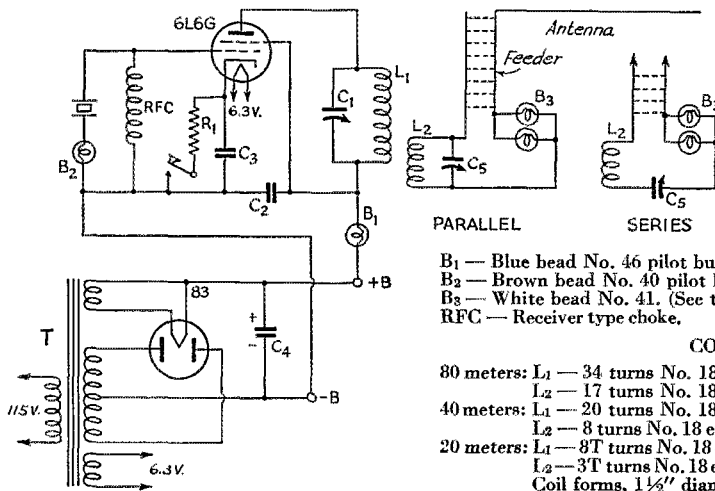 6L6G
RFC
6.3V.
R₁
C₃
B₂
C₂
C₁
L₁
B₁
+B
-B
83
+
-
C₄
T
115V.
6.3V.
Antenna
Feeder
B₃
L₂
C₅
PARALLEL
L₂
C₅
SERIES
B₁ — Blue bead No. 46 pilot bu
B₂ — Brown bead No. 40 pilot
B₃ — White bead No. 41. (See t
RFC — Receiver type choke.
CO
80 meters: L₁ — 34 turns No. 18
L₂ — 17 turns No. 18
40 meters: L₁ — 20 turns No. 18
L₂ — 8 turns No. 18 e
20 meters: L₁ — 8T turns No. 18
L₂ — 3T turns No. 18 e
Coil forms, 1½″ diam